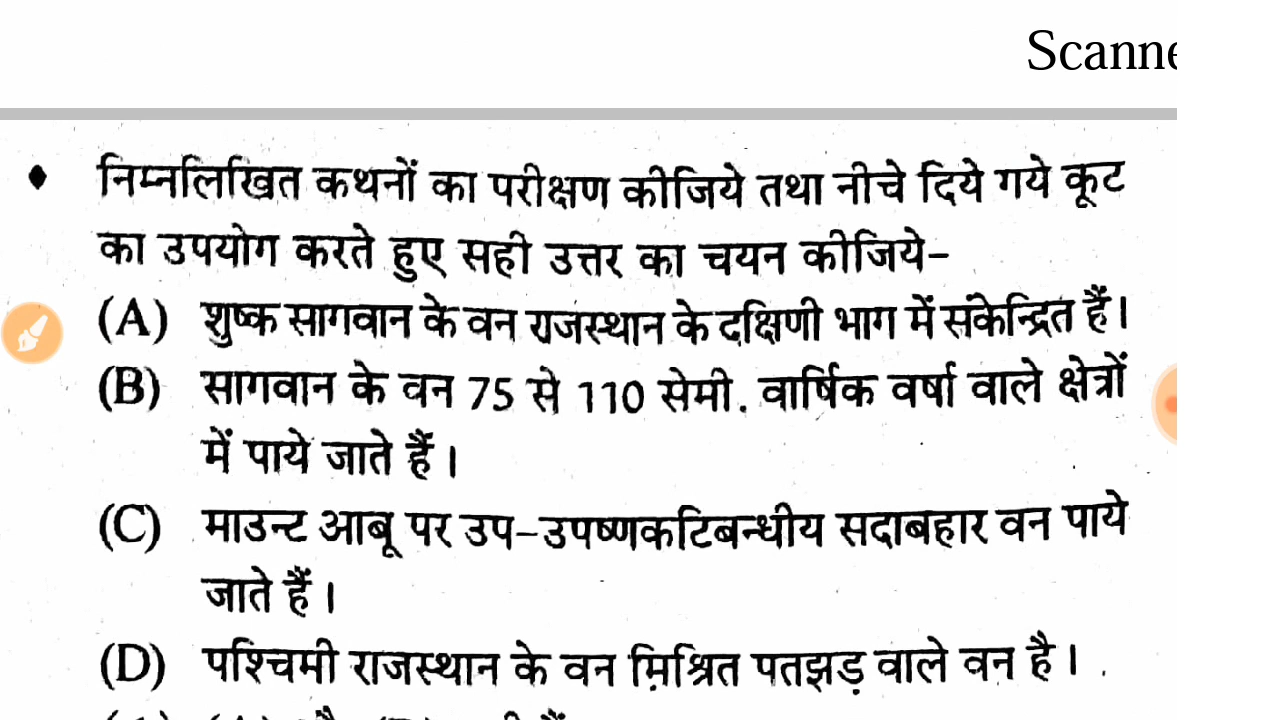 Scanne
♦ निम्नलिखित कथनों का परीक्षण कीजिये तथा नीचे दिये गये कूट
का उपयोग करते हुए सही उत्तर का चयन कीजिये–
(A) शुष्क सागवान के वन राजस्थान के दक्षिणी भाग में संकेन्द्रित हैं।
(B) सागवान के वन 75 से 110 सेमी. वार्षिक वर्षा वाले क्षेत्रों
में पाये जाते हैं।
(C) माउन्ट आबू पर उप–उपष्णकटिबन्धीय सदाबहार वन पाये
जाते हैं।
(D) पश्चिमी राजस्थान के वन मिश्रित पतझड़ वाले वन है।